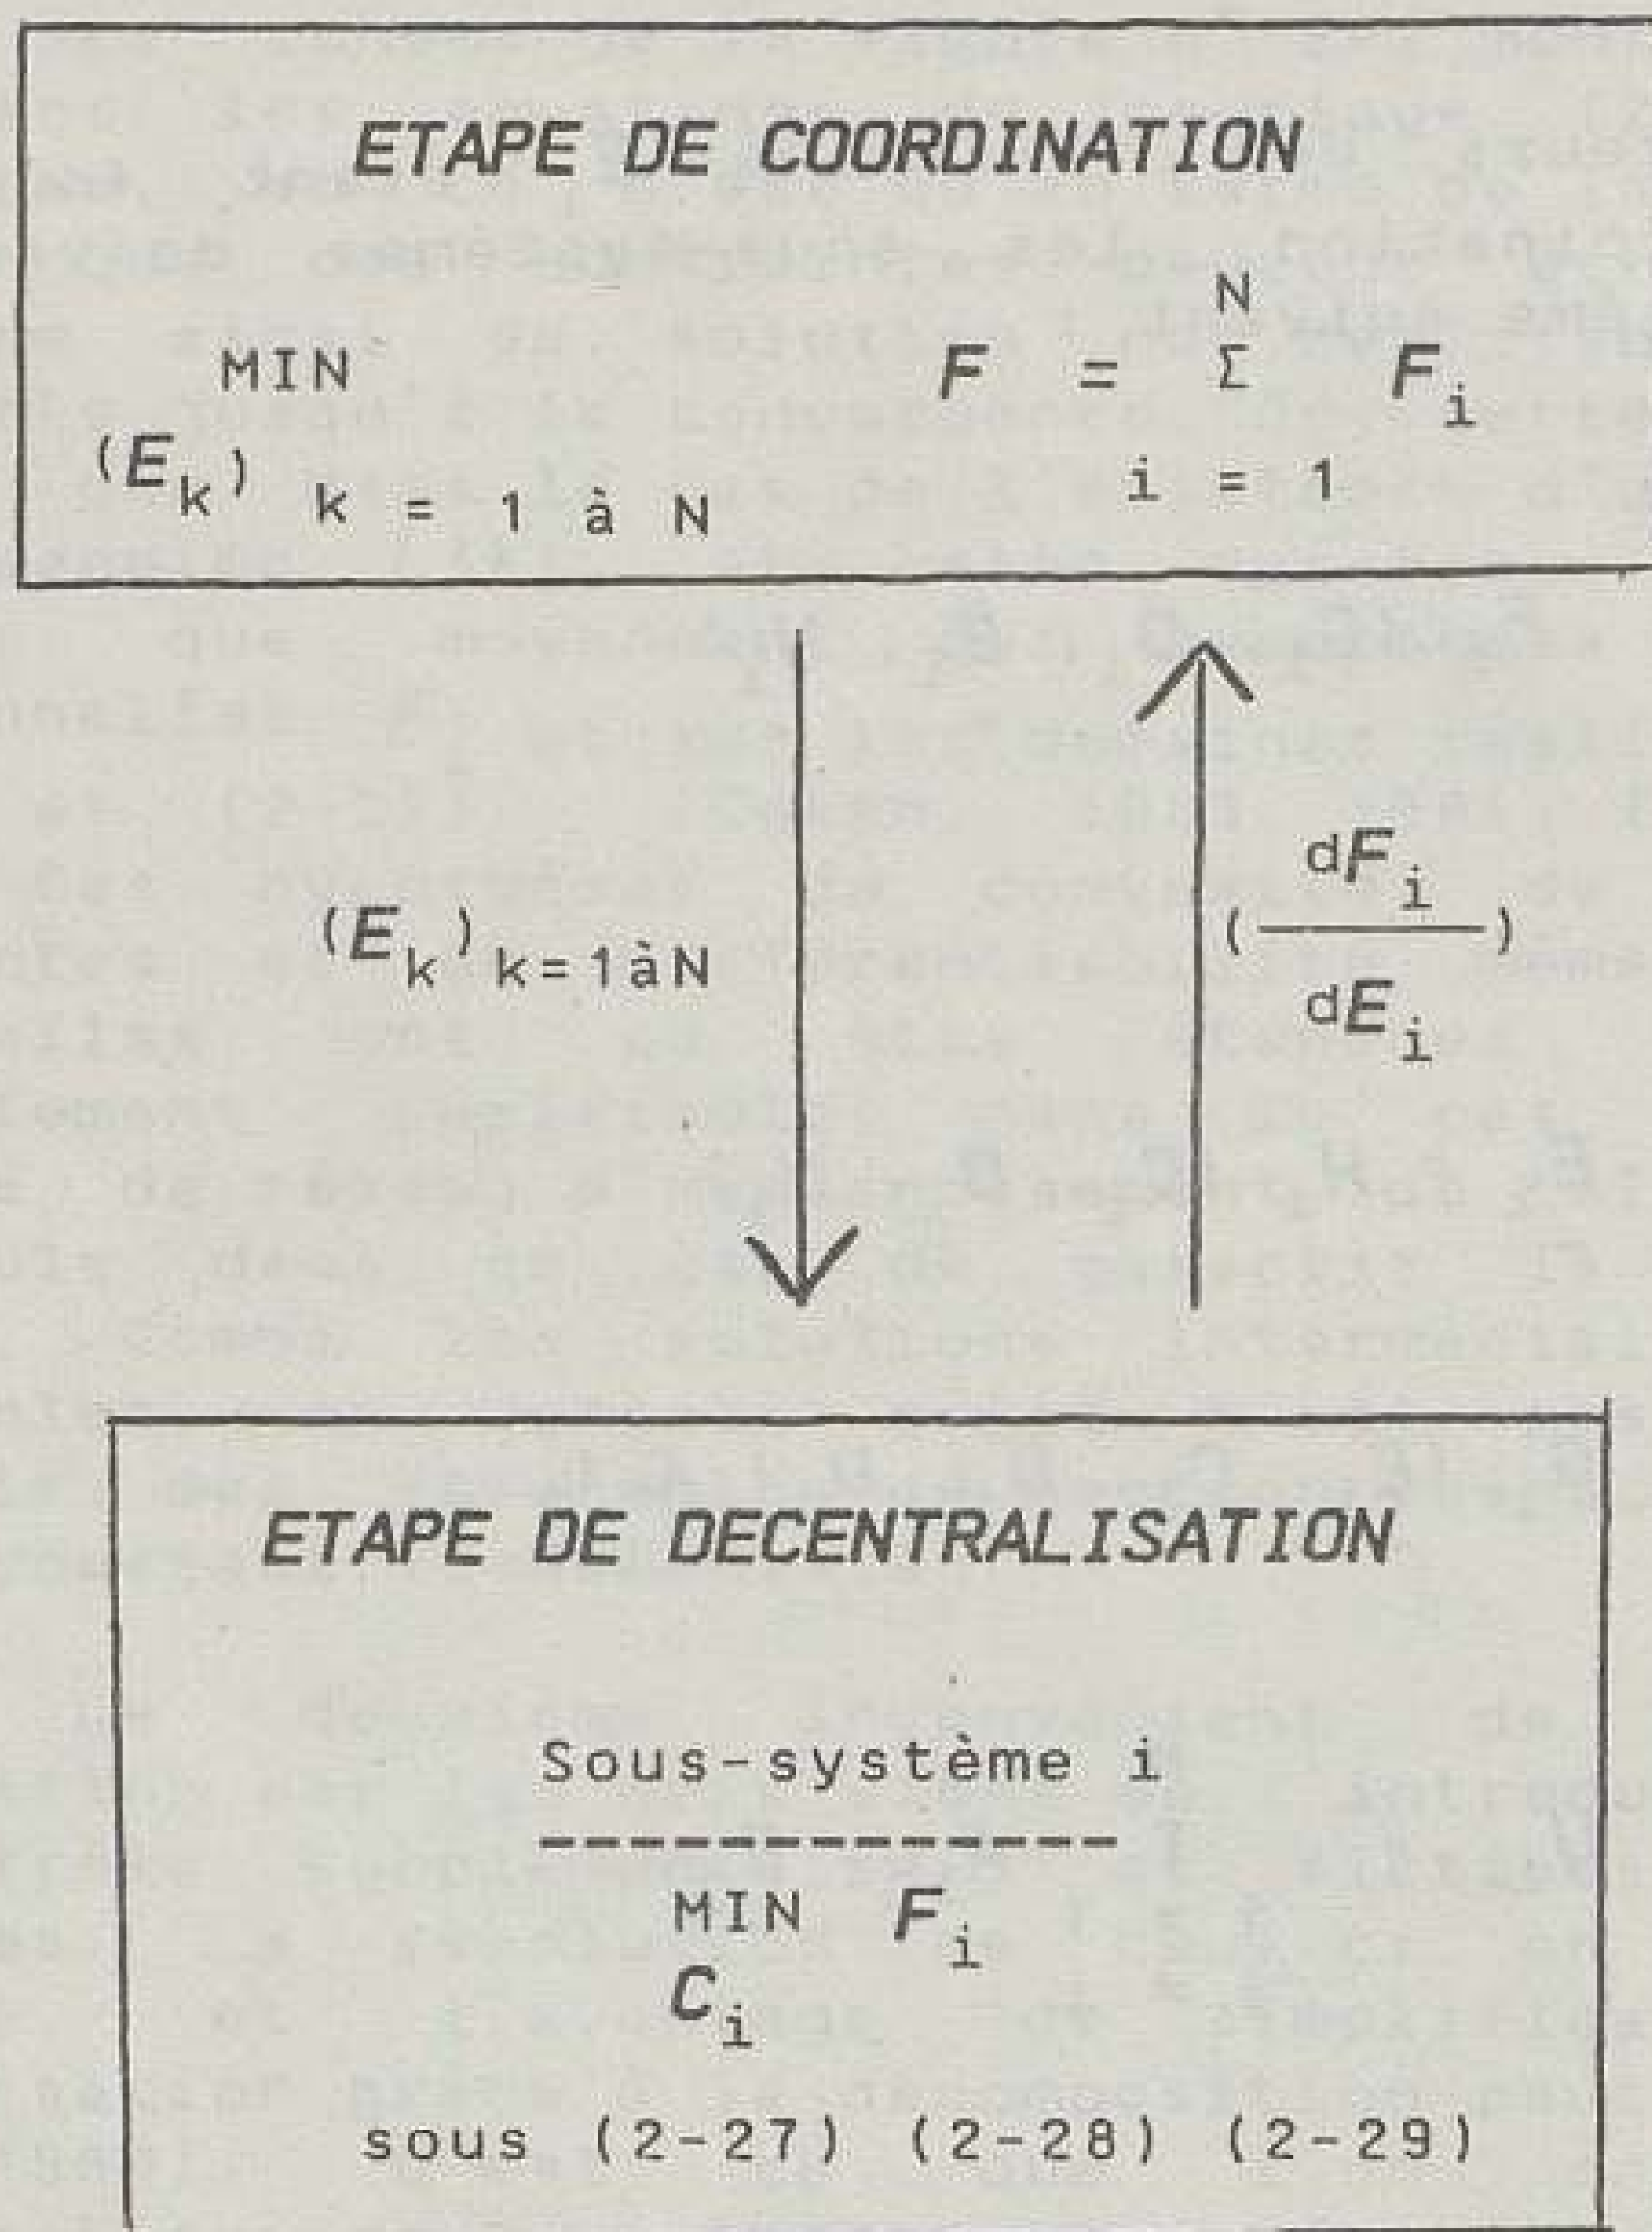 ETAPE DE COORDINATION
N
MIN F = Σ F_i
(E_k) k = 1 à N i = 1
(E_k) k=1àN
dF_i
( )
dE_i
ETAPE DE DECENTRALISATION
Sous-système i
--------------
MIN F_i
C_i
sous (2-27) (2-28) (2-29)